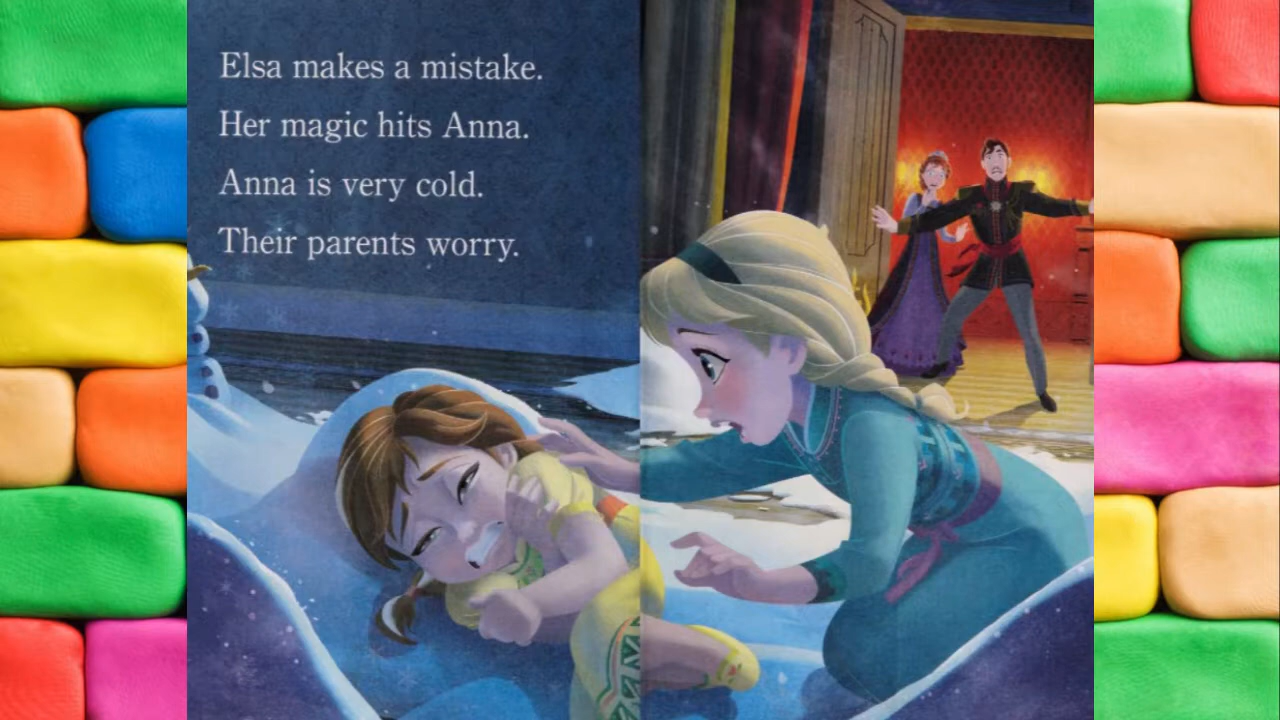 Elsa makes a mistake.
Her magic hits Anna.
Anna is very cold.
Their parents worry.